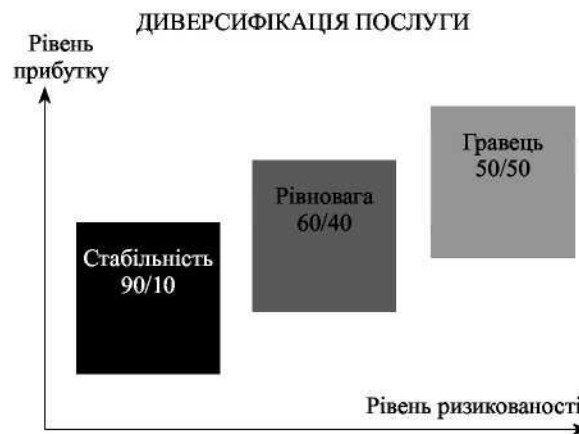 ДИВЕРСИФІКАЦІЯ ПОСЛУГИ
Рівень
прибутку
Гравець
50/50
Рівновага
60/40
Стабільність
90/10
Рівень ризикованості